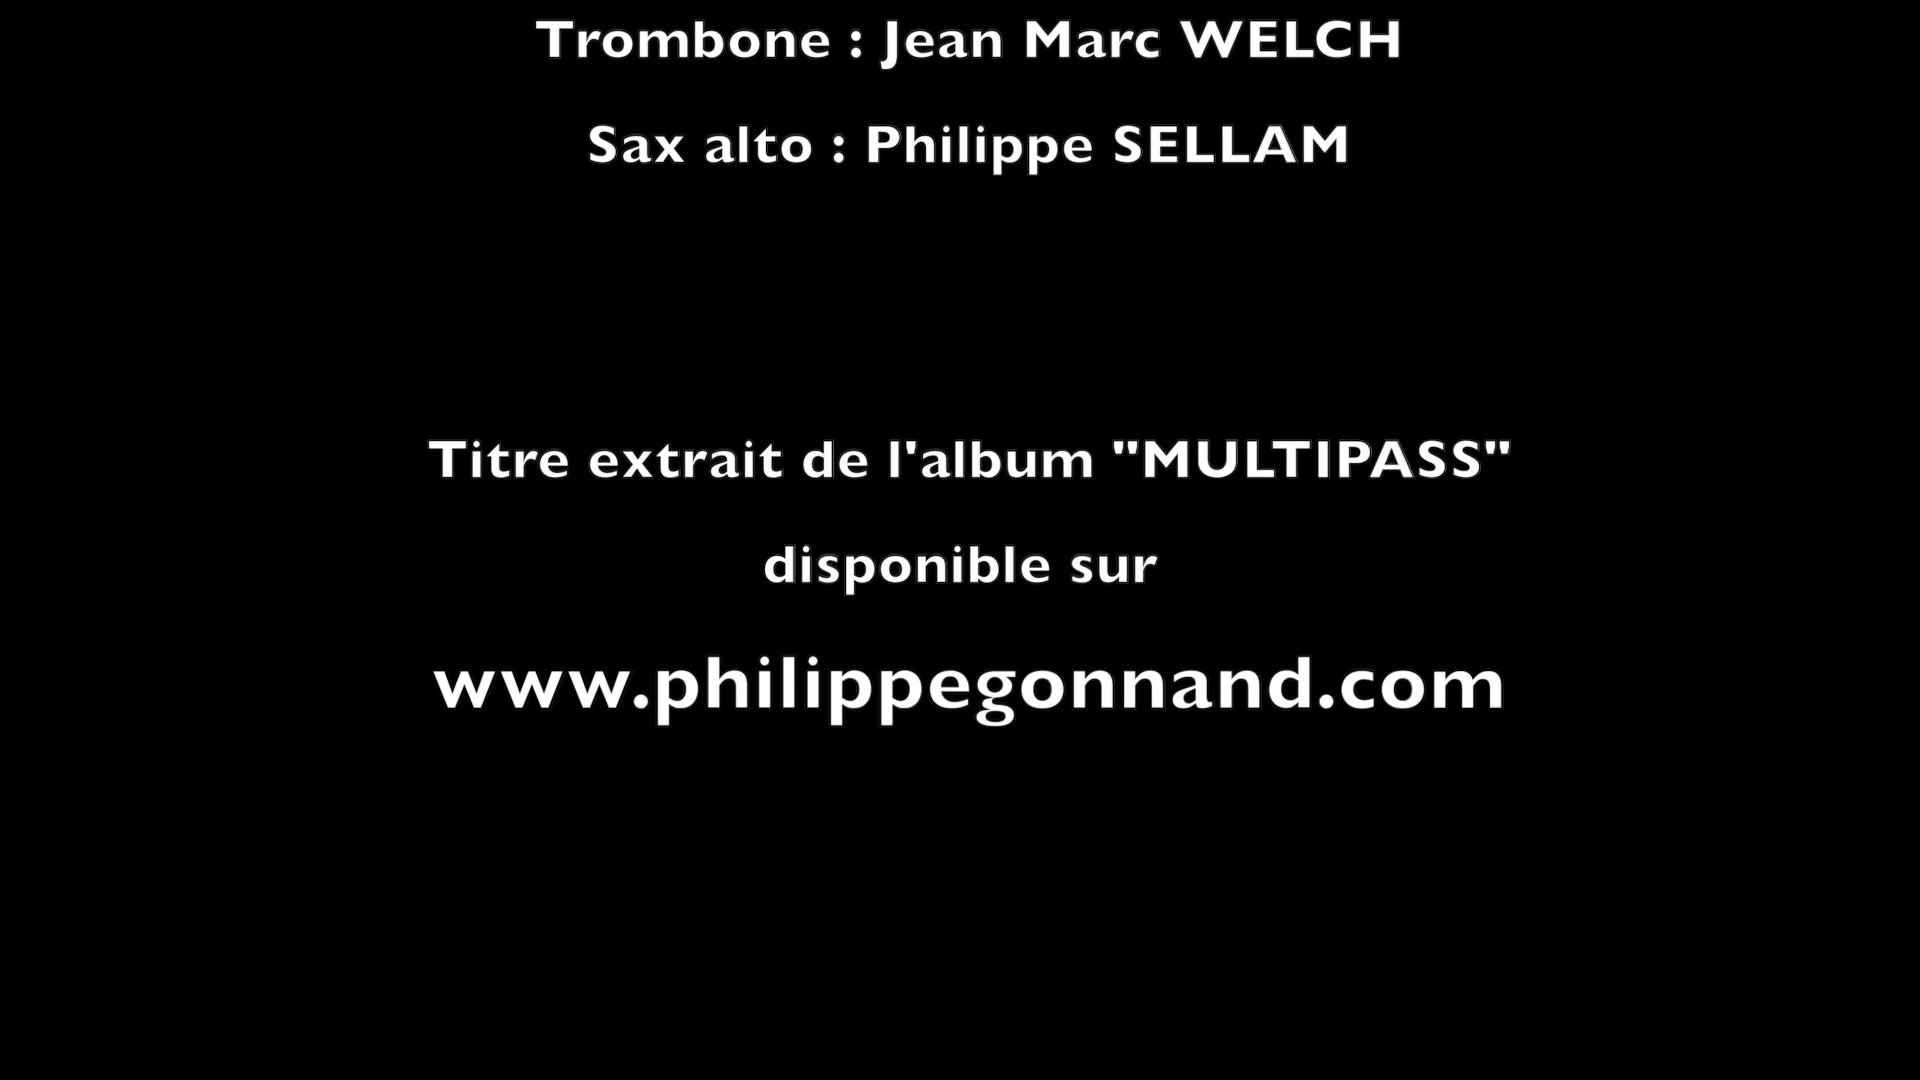 Trombone : Jean Marc WELCH
Sax alto : Philippe SELLAM
Titre extrait de l'album "MULTIPASS"
disponible sur
www.philippegonnand.com